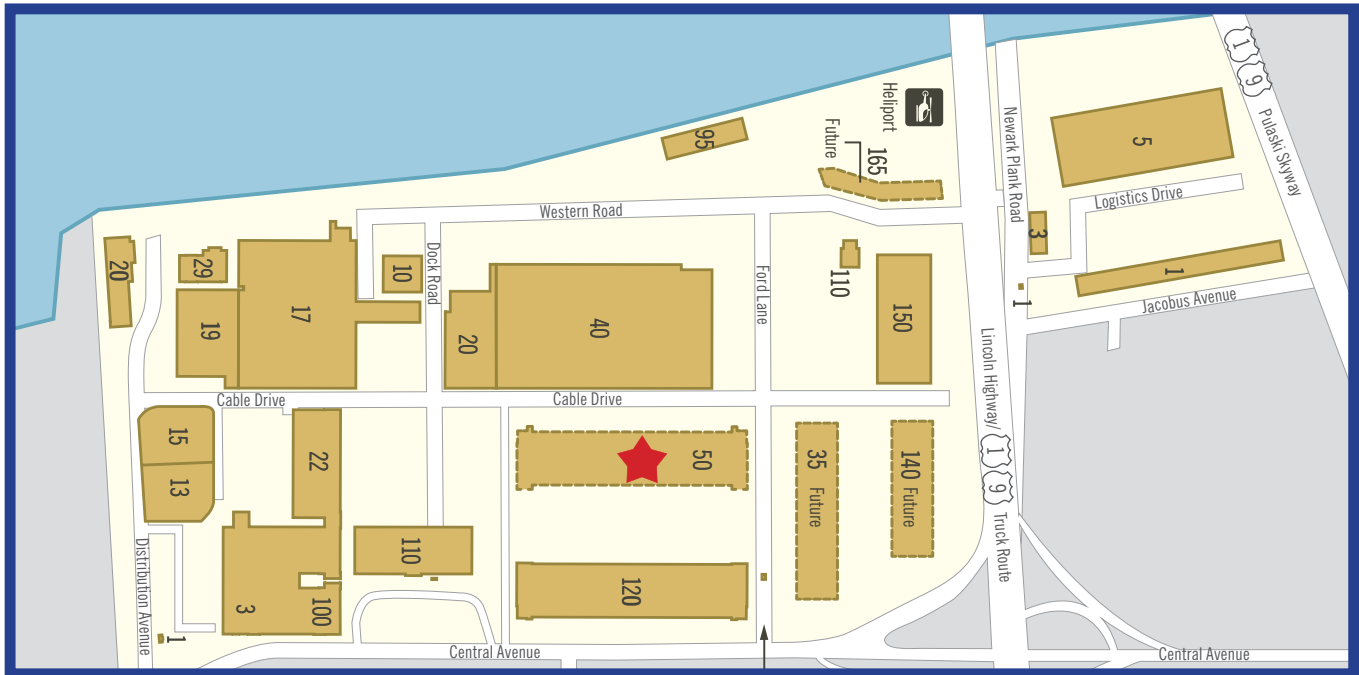 1
9
Pulaski Skyway
Heliport
Newark Plank Road
5
95
Future
165
Logistics Drive
Western Road
3
20
29
10
Dock Road
Ford Lane
110
1
1
Jacobus Avenue
17
19
20
40
150
Lincoln Highway/
1
9
Truck Route
Cable Drive
Cable Drive
15
13
22
50
35 Future
140 Future
110
120
Distribution Avenue
3
100
1
Central Avenue
Central Avenue